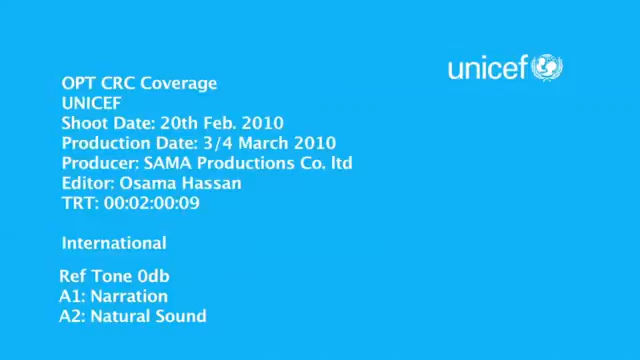 unicef
OPT CRC Coverage
UNICEF
Shoot Date: 20th Feb. 2010
Production Date: 3/4 March 2010
Producer: SAMA Productions Co. ltd
Editor: Osama Hassan
TRT: 00:02:00:09
International
Ref Tone 0db
A1: Narration
A2: Natural Sound